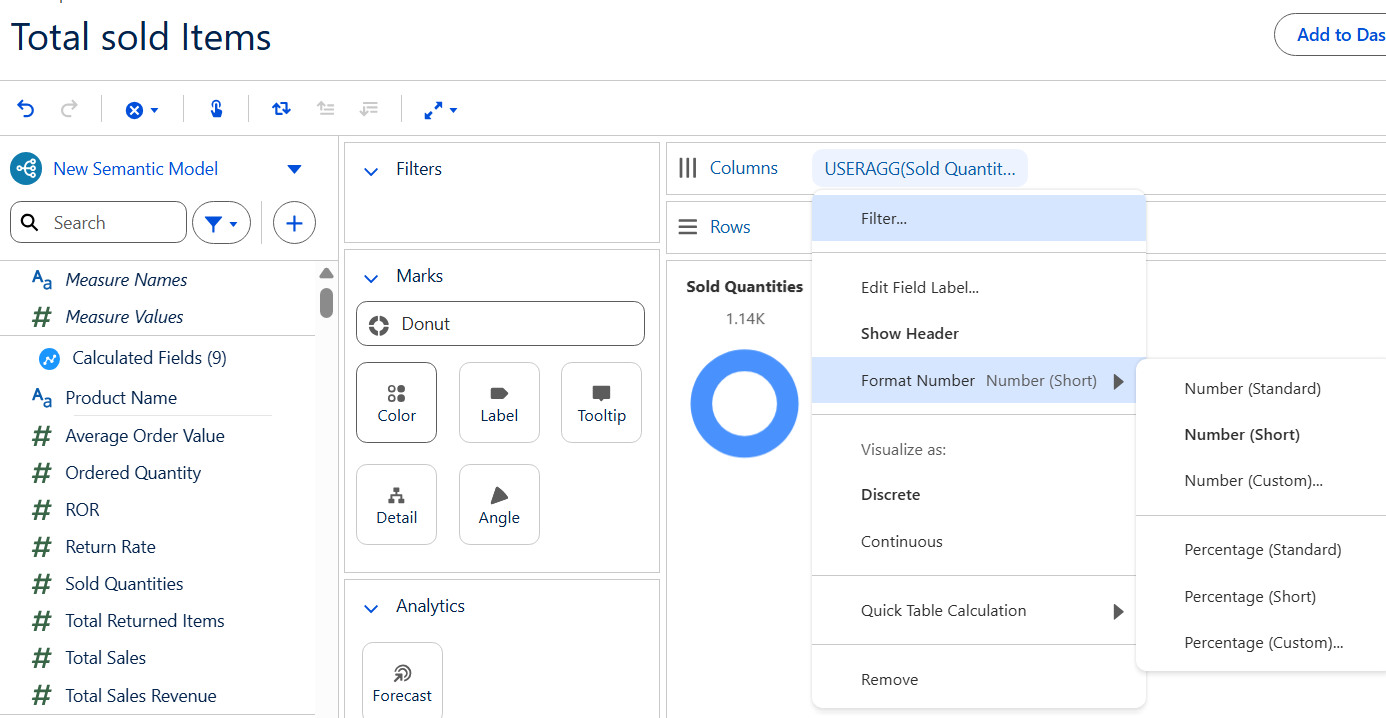 Total sold Items
Add to Das
New Semantic Model
Search
Measure Names
Measure Values
Calculated Fields (9)
Product Name
Average Order Value
Ordered Quantity
ROR
Return Rate
Sold Quantities
Total Returned Items
Total Sales
Total Sales Revenue
Filters
Marks
Donut
Color
Label
Tooltip
Detail
Angle
Analytics
Forecast
Columns
USERAGG(Sold Quantit...
Rows
Sold Quantities
1.14K
Filter...
Edit Field Label...
Show Header
Format Number Number (Short)
Visualize as:
Discrete
Continuous
Quick Table Calculation
Remove
Number (Standard)
Number (Short)
Number (Custom)...
Percentage (Standard)
Percentage (Short)
Percentage (Custom)...